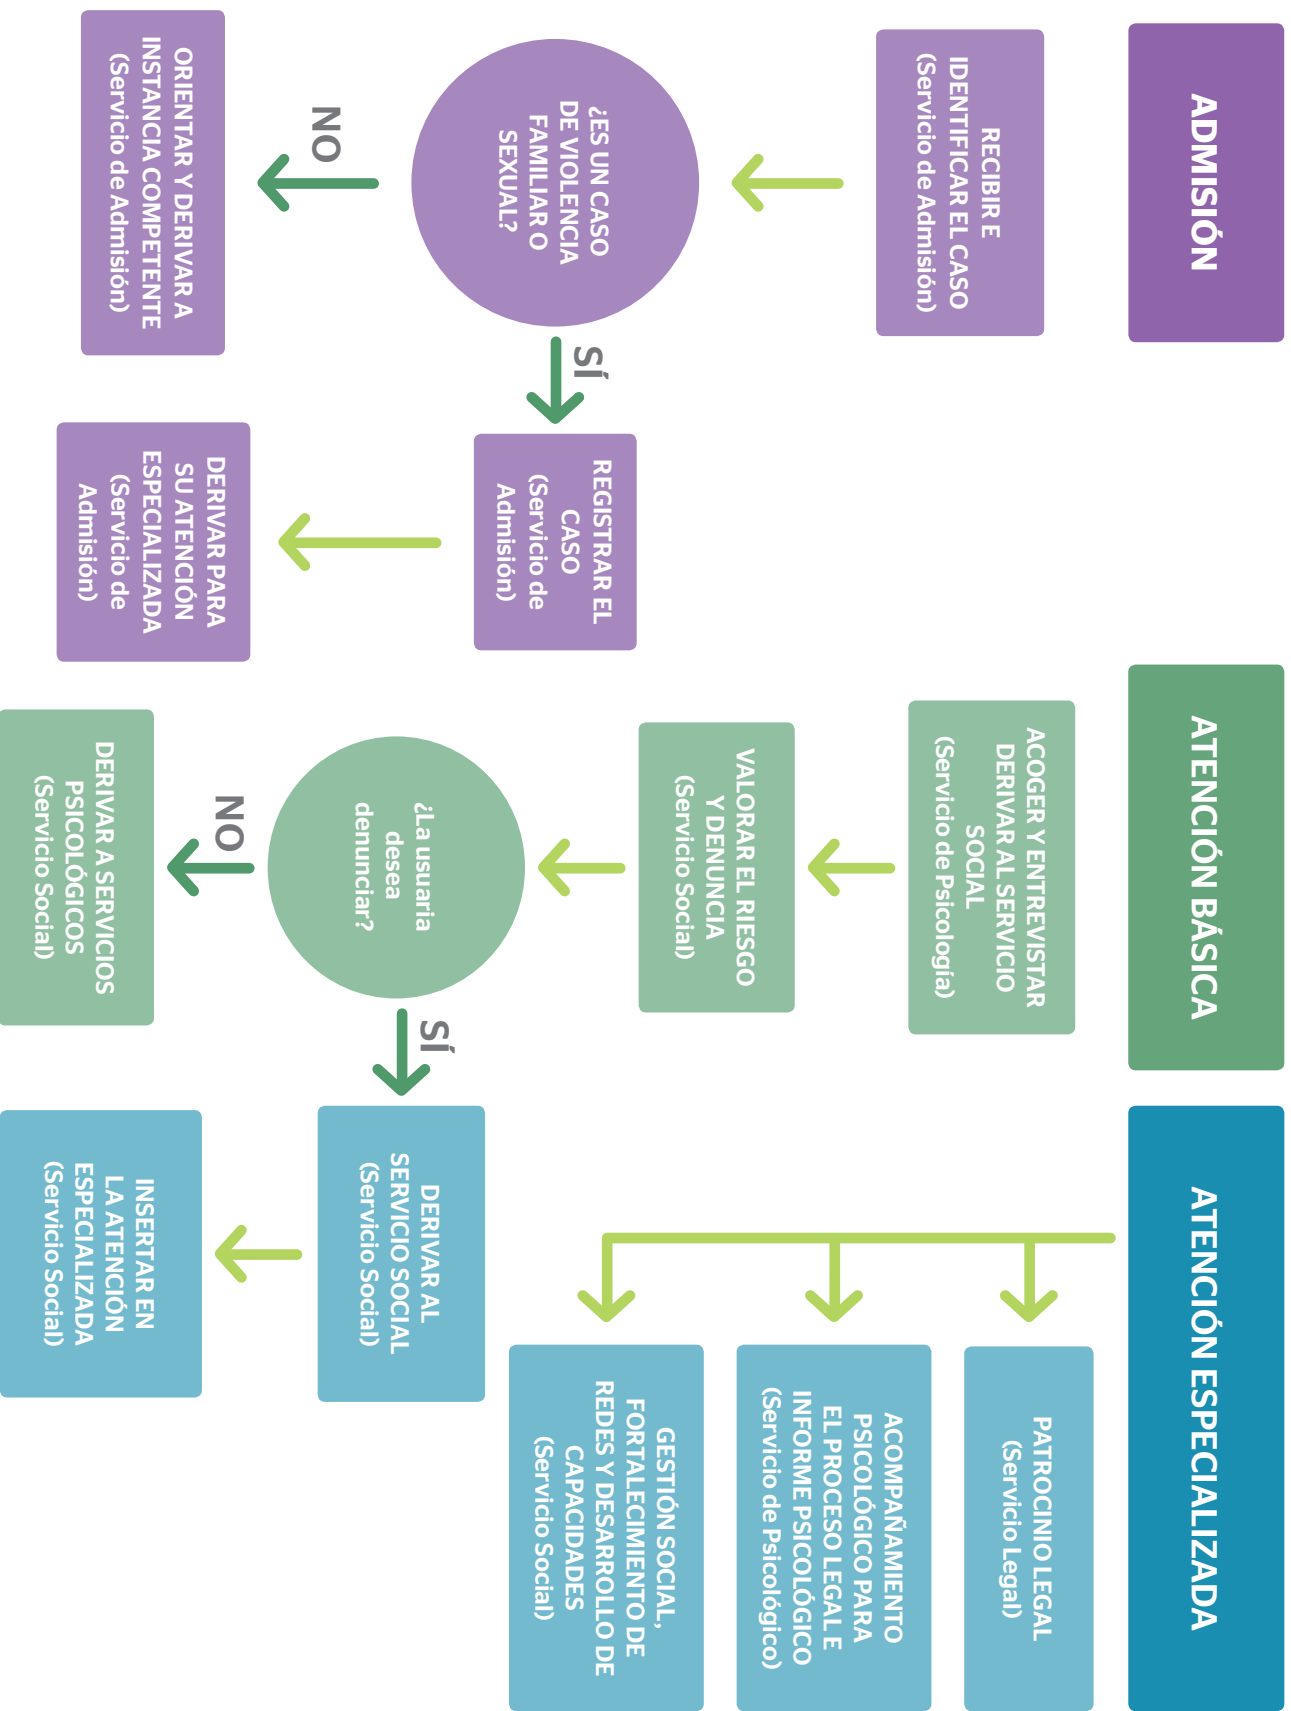 ADMISIÓN
RECIBIR E
IDENTIFICAR EL CASO
(Servicio de Admisión)
¿ES UN CASO
DE VIOLENCIA
FAMILIAR O
SEXUAL?
NO
ORIENTAR Y DERIVAR A
INSTANCIA COMPETENTE
(Servicio de Admisión)
SÍ
REGISTRAR EL
CASO
(Servicio de
Admisión)
DERIVAR PARA
SU ATENCIÓN
ESPECIALIZADA
(Servicio de
Admisión)
ATENCIÓN BÁSICA
ACOGER Y ENTREVISTAR
DERIVAR AL SERVICIO
SOCIAL
(Servicio de Psicología)
VALORAR EL RIESGO
Y DENUNCIA
(Servicio Social)
¿La usuaria
desea
denunciar?
NO
DERIVAR A SERVICIOS
PSICOLÓGICOS
(Servicio Social)
SÍ
DERIVAR AL
SERVICIO SOCIAL
(Servicio Social)
INSERTAR EN
LA ATENCIÓN
ESPECIALIZADA
(Servicio Social)
ATENCIÓN ESPECIALIZADA
PATROCINIO LEGAL
(Servicio Legal)
ACOMPAÑAMIENTO
PSICOLÓGICO PARA
EL PROCESO LEGAL E
INFORME PSICOLÓGICO
(Servicio de Psicológico)
GESTIÓN SOCIAL,
FORTALECIMIENTO DE
REDES Y DESARROLLO DE
CAPACIDADES
(Servicio Social)